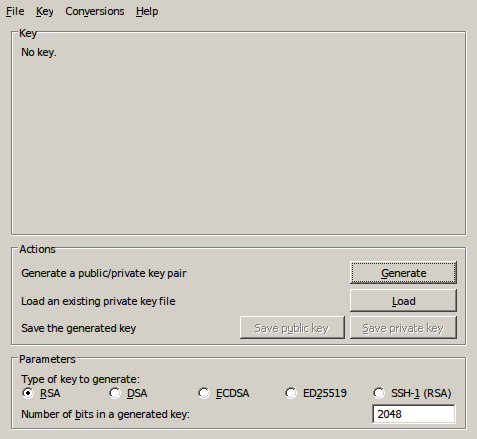 File Key Conversions Help
Key
No key.
Actions
Generate a public/private key pair Generate
Load an existing private key file Load
Save the generated key Save public key Save private key
Parameters
Type of key to generate:
RSA DSA ECDSA ED25519 SSH-1 (RSA)
Number of bits in a generated key: 2048